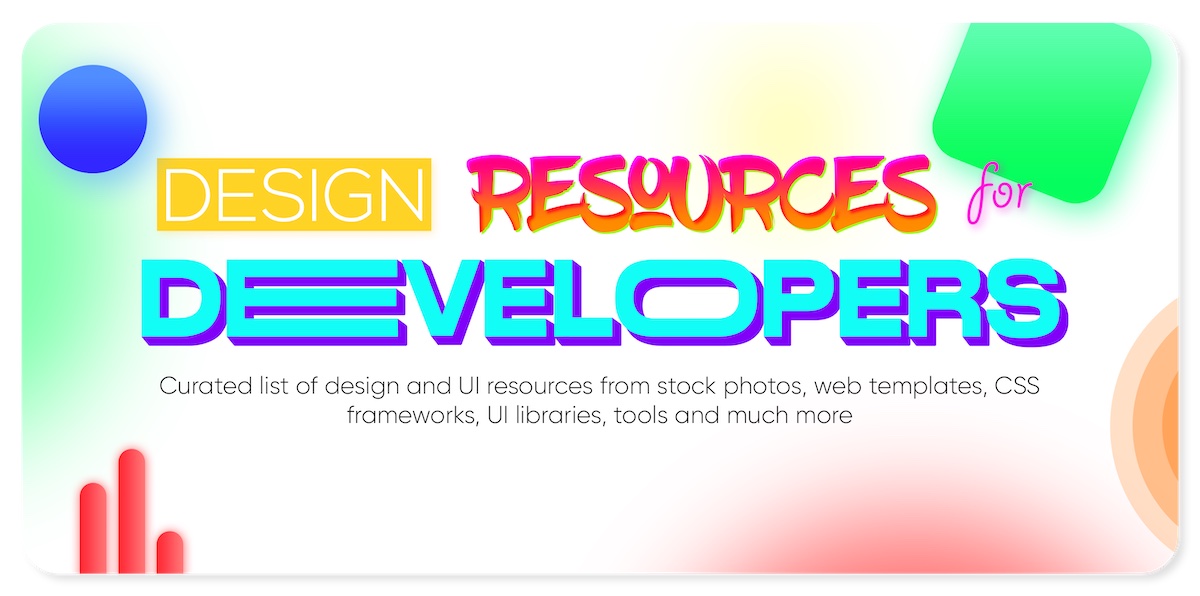 DESIGN RESOURCES for
DEVELOPERS
Curated list of design and UI resources from stock photos, web templates, CSS
frameworks, UI libraries, tools and much more